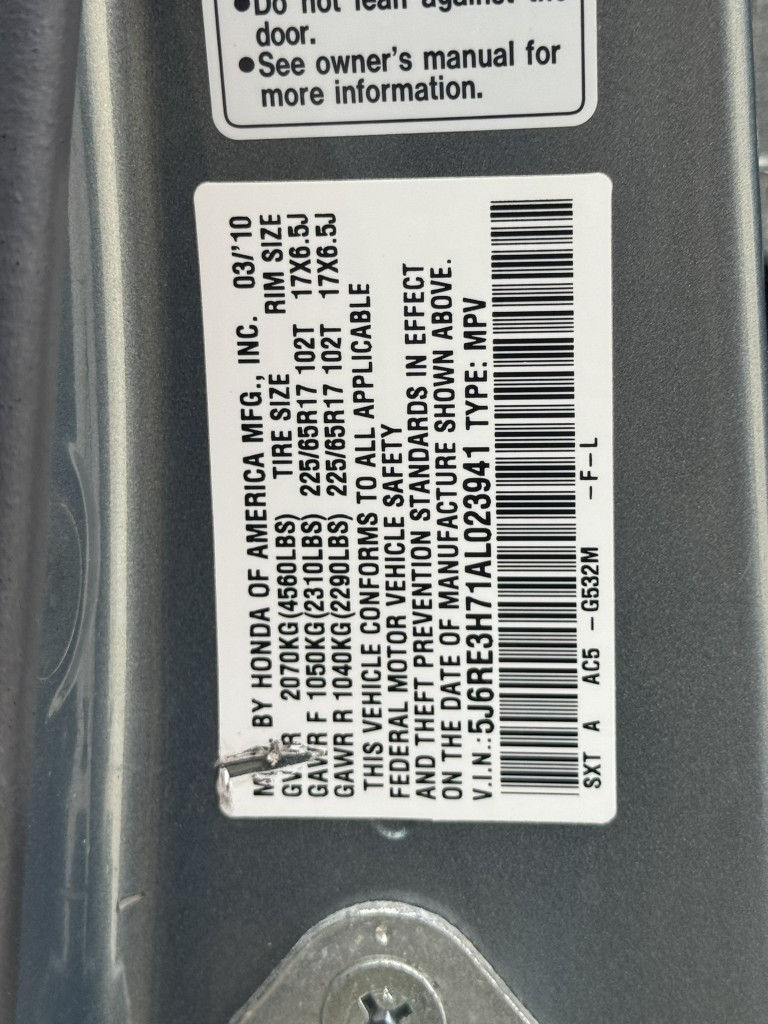 door.
●See owner's manual for
more information.
BY HONDA OF AMERICA MFG., INC. 03/'10
2070KG(4560LBS) TIRE SIZE RIM SIZE
GAWR F 1050KG(2310LBS) 225/65R17 102T 17X6.5J
GAWR R 1040KG(2290LBS) 225/65R17 102T 17X6.5J
THIS VEHICLE CONFORMS TO ALL APPLICABLE
FEDERAL MOTOR VEHICLE SAFETY
AND THEFT PREVENTION STANDARDS IN EFFECT
ON THE DATE OF MANUFACTURE SHOWN ABOVE.
V.I.N.:5J6RE3H71AL023941 TYPE: MPV
SXT A AC5 -G532M -F-L